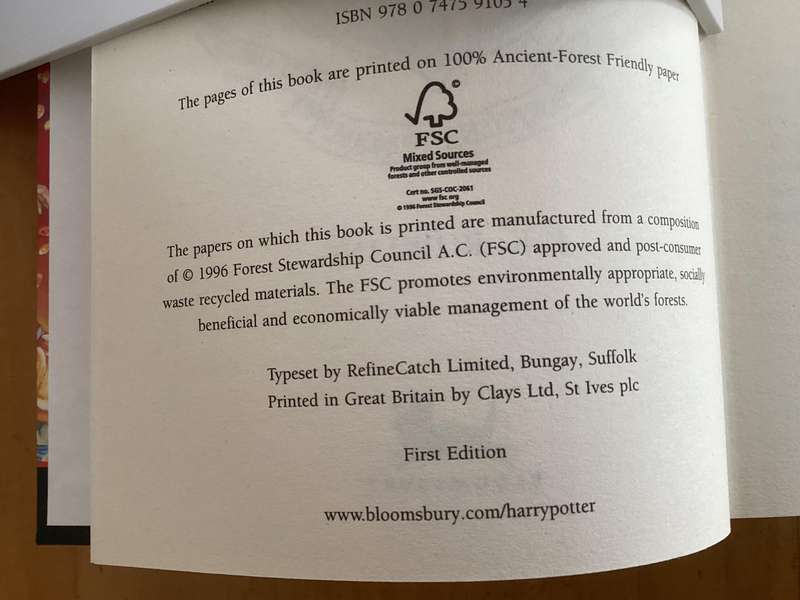 ISBN 978 0 7475 9105 4
The pages of this book are printed on 100% Ancient-Forest Friendly paper
©
FSC
Mixed Sources
Product group from well-managed
forests and other controlled sources
Cert no. SGS-COC-2061
www.fsc.org
© 1996 Forest Stewardship Council
The papers on which this book is printed are manufactured from a composition
of © 1996 Forest Stewardship Council A.C. (FSC) approved and post-consumer
waste recycled materials. The FSC promotes environmentally appropriate, socially
beneficial and economically viable management of the world's forests.
Typeset by RefineCatch Limited, Bungay, Suffolk
Printed in Great Britain by Clays Ltd, St Ives plc
First Edition
www.bloomsbury.com/harrypotter